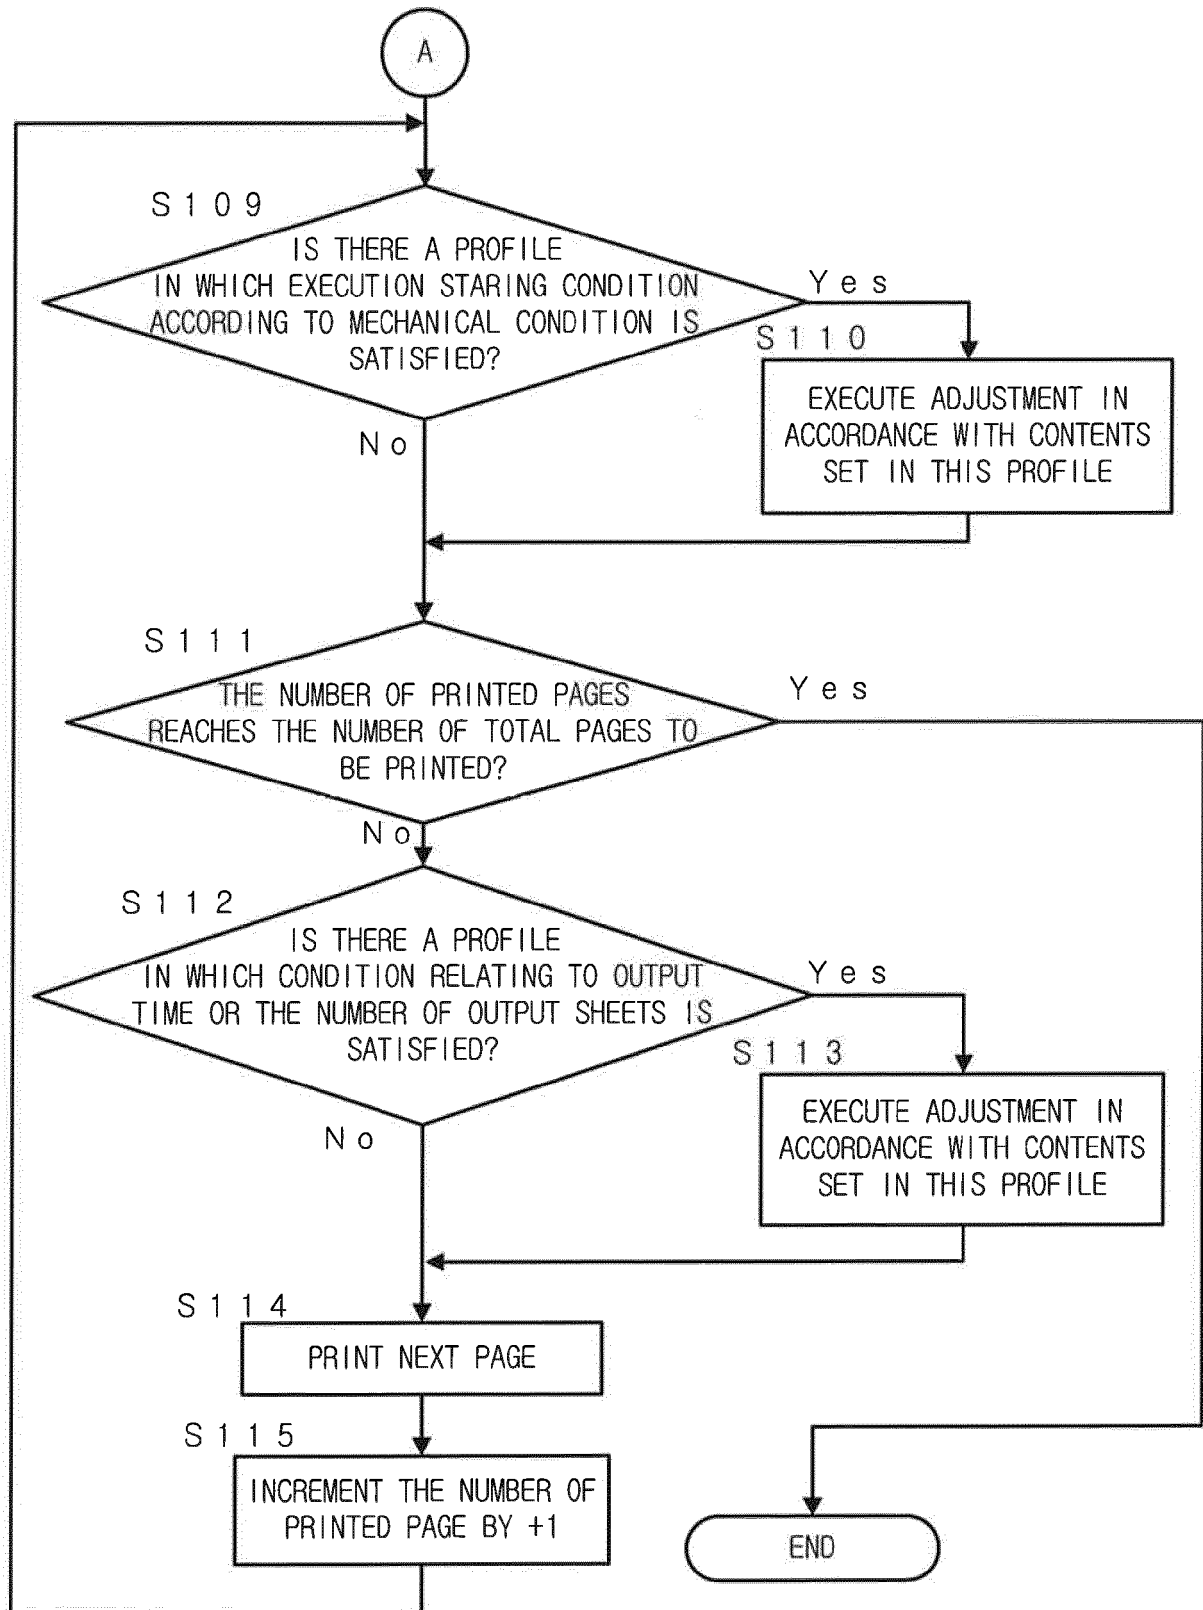 A
S109
IS THERE A PROFILE
IN WHICH EXECUTION STARING CONDITION
ACCORDING TO MECHANICAL CONDITION IS
SATISFIED?
Yes
No
S110
EXECUTE ADJUSTMENT IN
ACCORDANCE WITH CONTENTS
SET IN THIS PROFILE
S111
THE NUMBER OF PRINTED PAGES
REACHES THE NUMBER OF TOTAL PAGES TO
BE PRINTED?
Yes
No
S112
IS THERE A PROFILE
IN WHICH CONDITION RELATING TO OUTPUT
TIME OR THE NUMBER OF OUTPUT SHEETS IS
SATISFIED?
Yes
No
S113
EXECUTE ADJUSTMENT IN
ACCORDANCE WITH CONTENTS
SET IN THIS PROFILE
S114
PRINT NEXT PAGE
S115
INCREMENT THE NUMBER OF
PRINTED PAGE BY +1
END